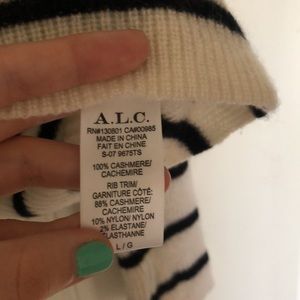 A.L.C.
RN#130801 CA#00985
MADE IN CHINA
FAIT EN CHINE
S-07 9675TS
100% CASHMERE/
CACHEMIRE
RIB TRIM/
GARNITURE CÔTÉ:
88% CASHMERE/
CACHEMIRE
10% NYLON/ NYLON
2% ELASTANE/
ELASTHANNE
L / G